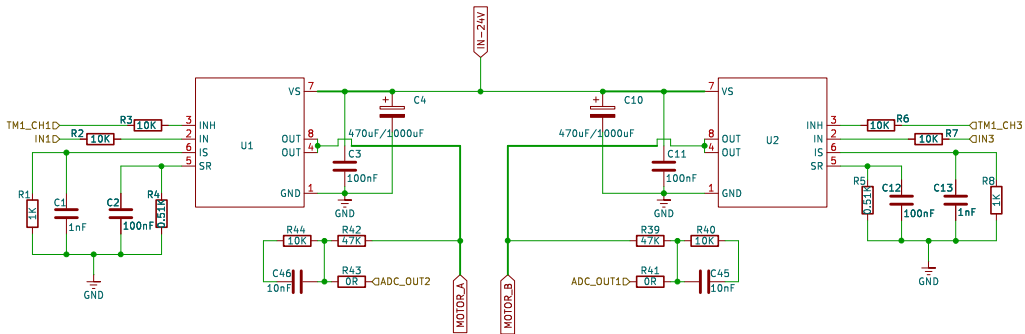 IN-24V
7
VS
C4
470uF/1000uF
TM1_CH1
R3
10K
3
INH
IN1
R2
10K
2
IN
6
IS
5
SR
U1
8
OUT
4
OUT
1
GND
C3
100nF
GND
R1
1K
C1
1nF
C2
100nF
R4
0.51K
GND
R44
10K
R42
47K
C46
10nF
R43
0R
ADC_OUT2
MOTOR_A
C10
470uF/1000uF
7
VS
C11
100nF
GND
8
OUT
4
OUT
1
GND
U2
INH
3
R6
10K
TM1_CH3
IN
2
R7
10K
IN3
IS
6
SR
5
R5
0.51K
C12
100nF
C13
1nF
R8
1K
GND
MOTOR_B
R39
47K
R40
10K
ADC_OUT1
R41
0R
C45
10nF